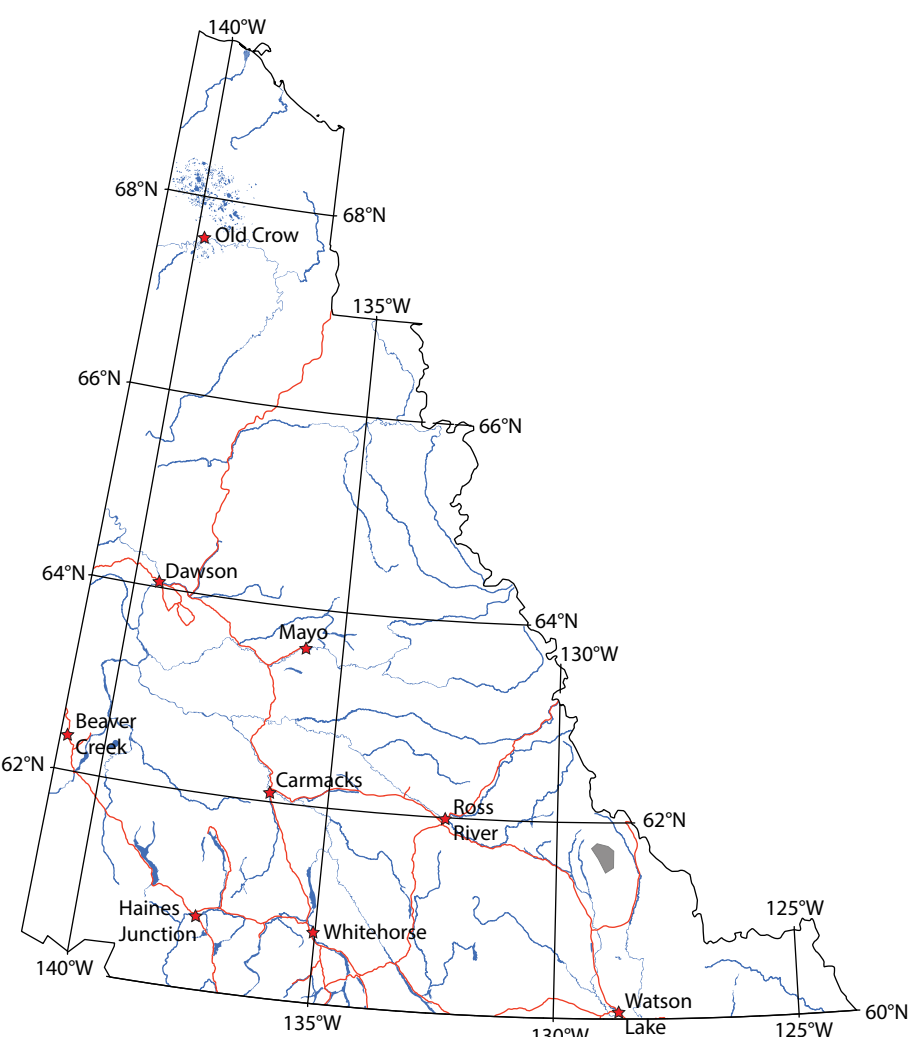 140°W
68°N
68°N
Old Crow
135°W
66°N
66°N
Dawson
64°N
64°N
Mayo
130°W
Beaver
Creek
62°N
Carmacks
Ross
River
62°N
Haines
Junction
Whitehorse
125°W
140°W
Watson
Lake
60°N
135°W
130°W
125°W